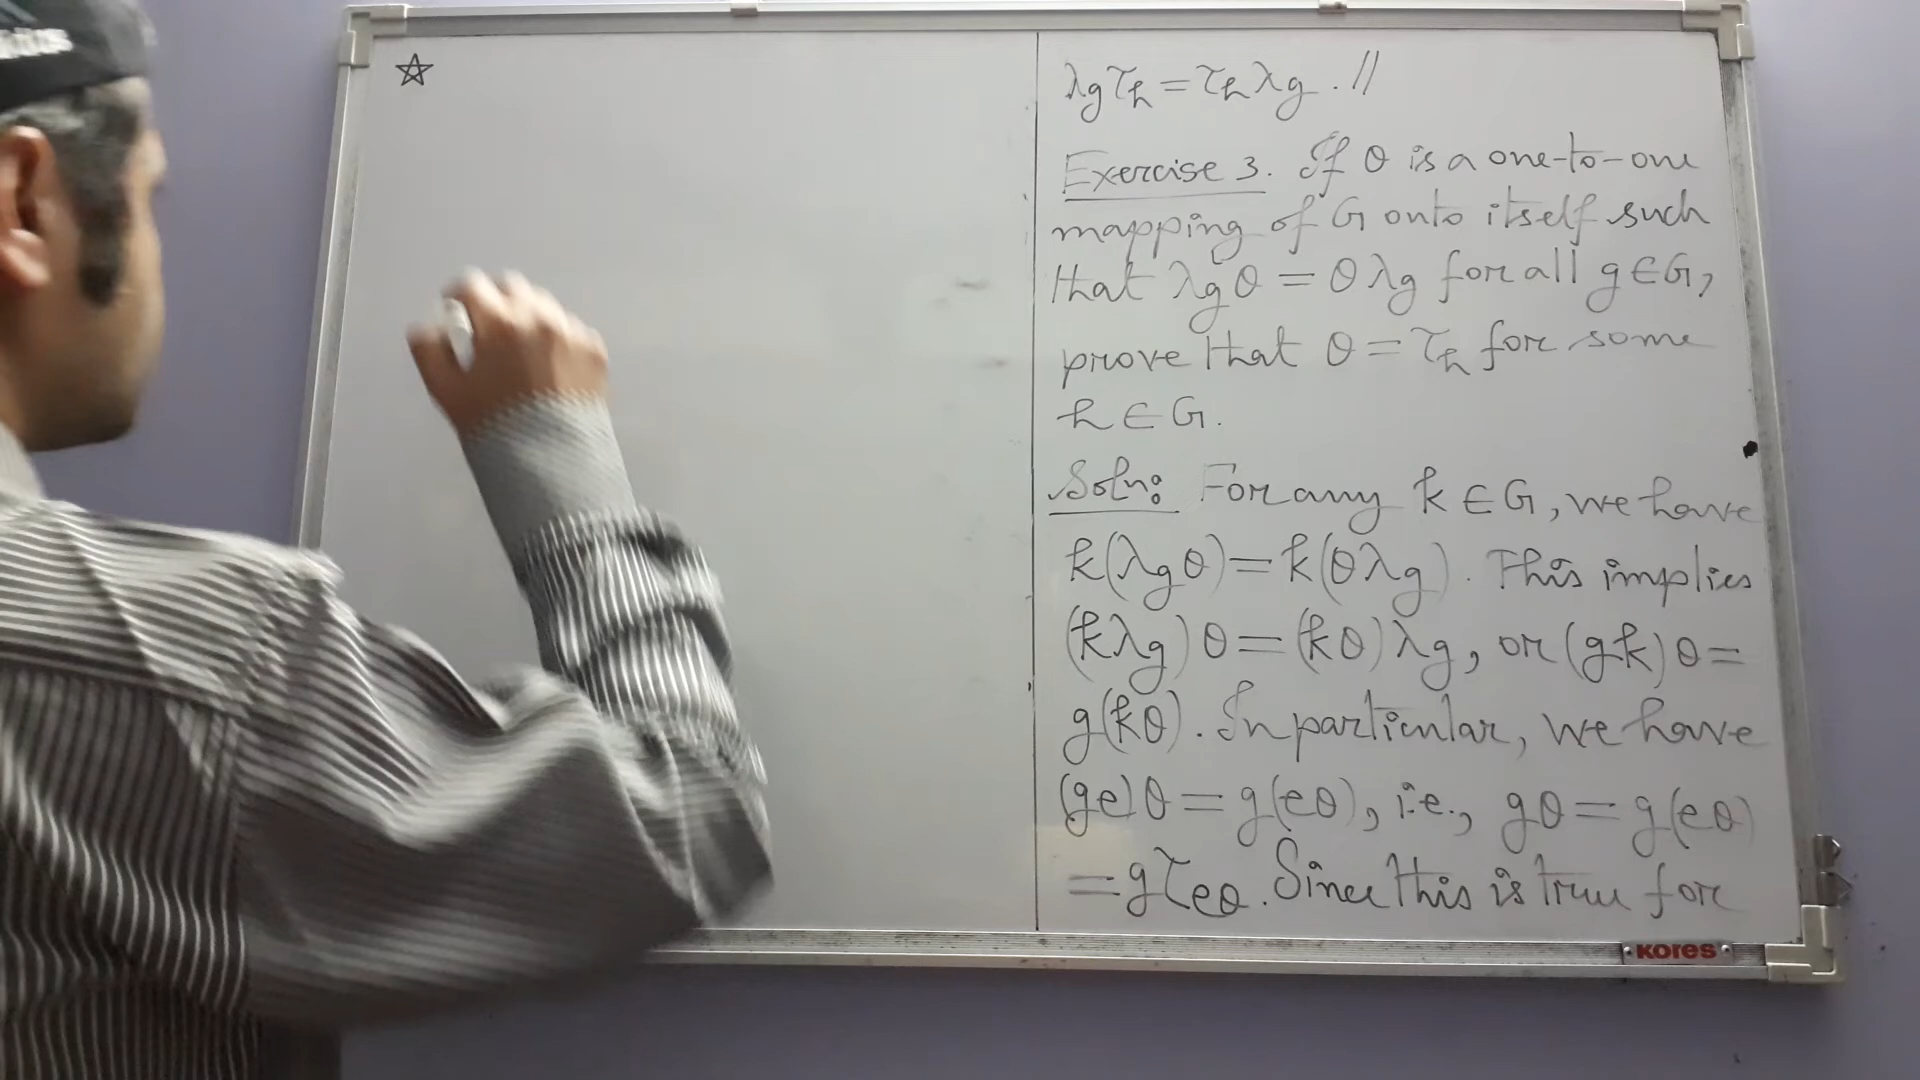 λgτh = τhλg. //
Exercise 3. If θ is a one-to-one
mapping of G onto itself such
that λgθ = θλg for all g∈G,
prove that θ = τh for some
h ∈ G.
Soln: For any k ∈ G, we have
k(λgθ) = k(θλg). This implies
(kλg)θ = (kθ)λg, or (gk)θ =
g(kθ). In particular, we have
(ge)θ = g(eθ), i.e., gθ = g(eθ)
= gτeθ. Since this is true for
KORES